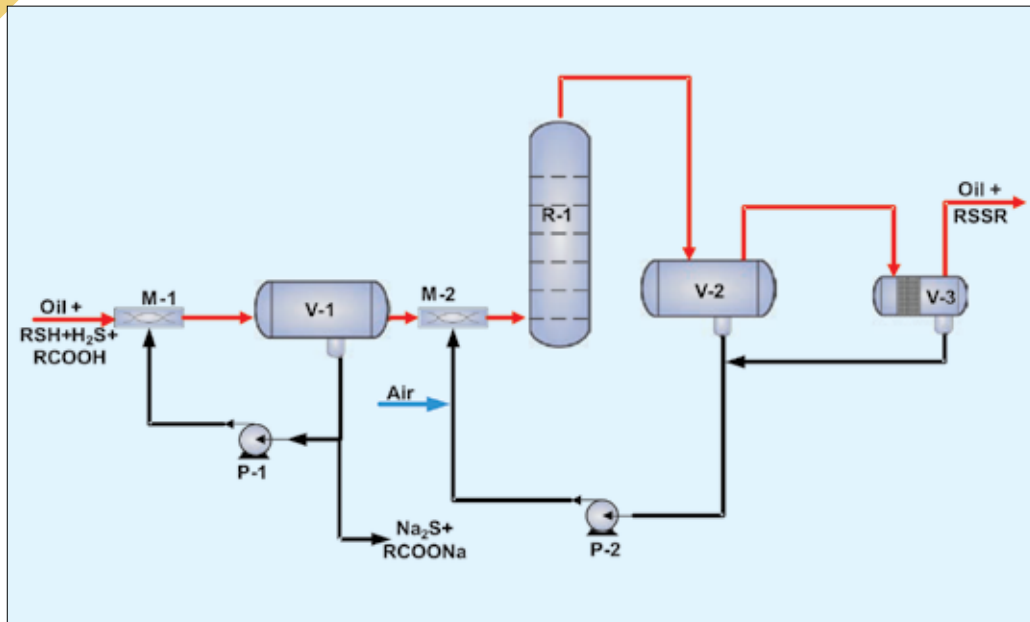 R-1
Oil +
RSSR
V-2
V-3
Oil +
M-1
V-1
M-2
RSH+H₂S+
RCOOH
Air
P-1
Na₂S+
RCOONa
P-2